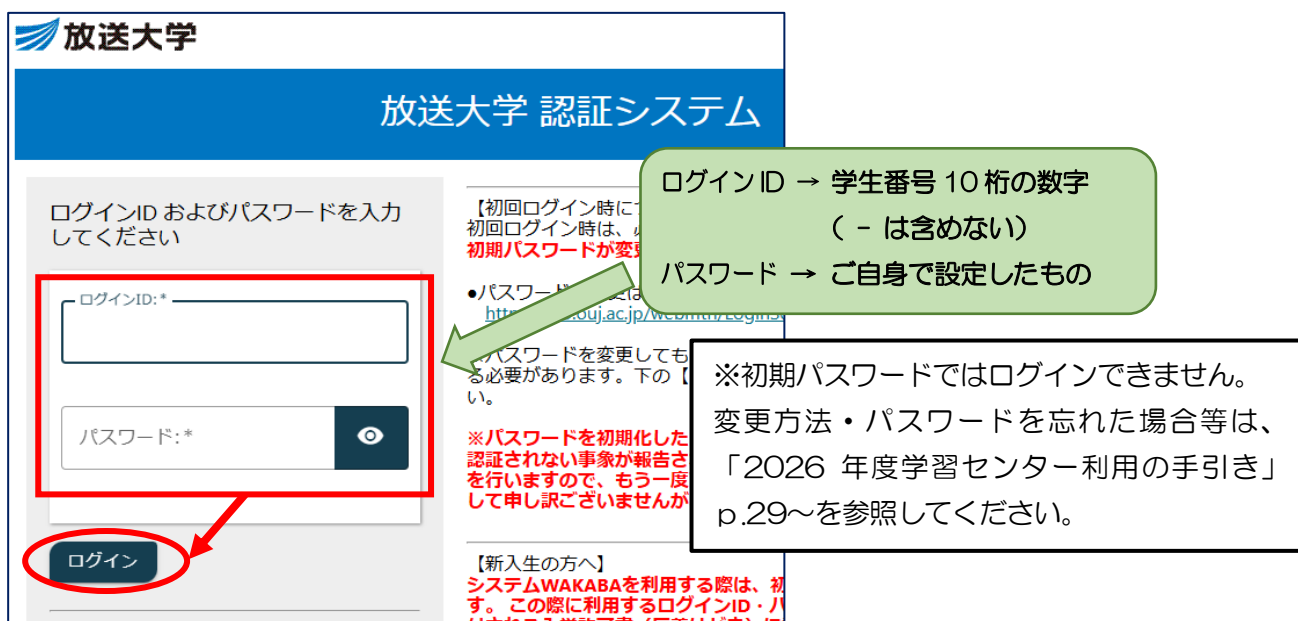 放送大学
放送大学 認証システム
ログインID およびパスワードを入力
してください
ログインID:*
パスワード:*
ログイン
【初回ログイン時に
初回ログイン時は、
初期パスワードが変
●パスワード
http
.ouj.ac.jp/webmtn/LoginS
パスワードを変更しても
る必要があります。下の【
い。
※パスワードを初期化した
認証されない事象が報告さ
を行いますので、もう一度
して申し訳ございませんが
【新入生の方へ】
システムWAKABAを利用する際は、初
す。 この際に利用するログインID・パ
ログインID → 学生番号10桁の数字
( - は含めない)
パスワード → ご自身で設定したもの
※初期パスワードではログインできません。
変更方法・パスワードを忘れた場合等は、
「2026 年度学習センター利用の手引き」
p.29～を参照してください。